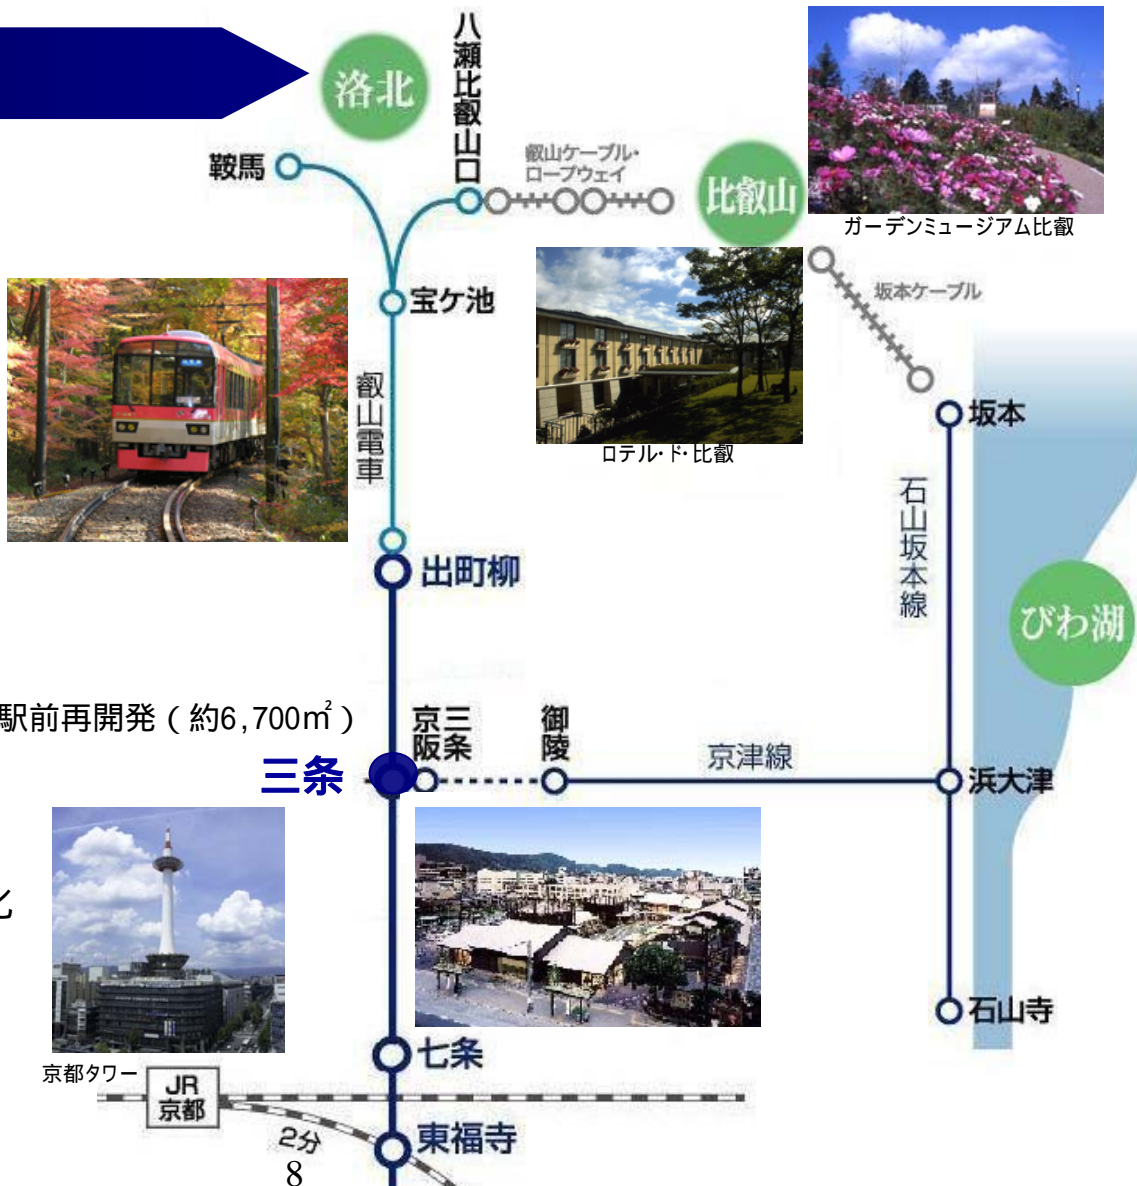 洛北
八瀬比叡山口
鞍馬
叡山ケーブル・
ロープウェイ
比叡山
ガーデンミュージアム比叡
坂本ケーブル
宝ケ池
叡山電車
ロテル・ド・比叡
坂本
石山坂本線
出町柳
びわ湖
駅前再開発（約6,700㎡）
三条
三条
京阪
御陵
京津線
浜大津
化
石山寺
七条
京都タワー
JR
京都
2分
東福寺
8